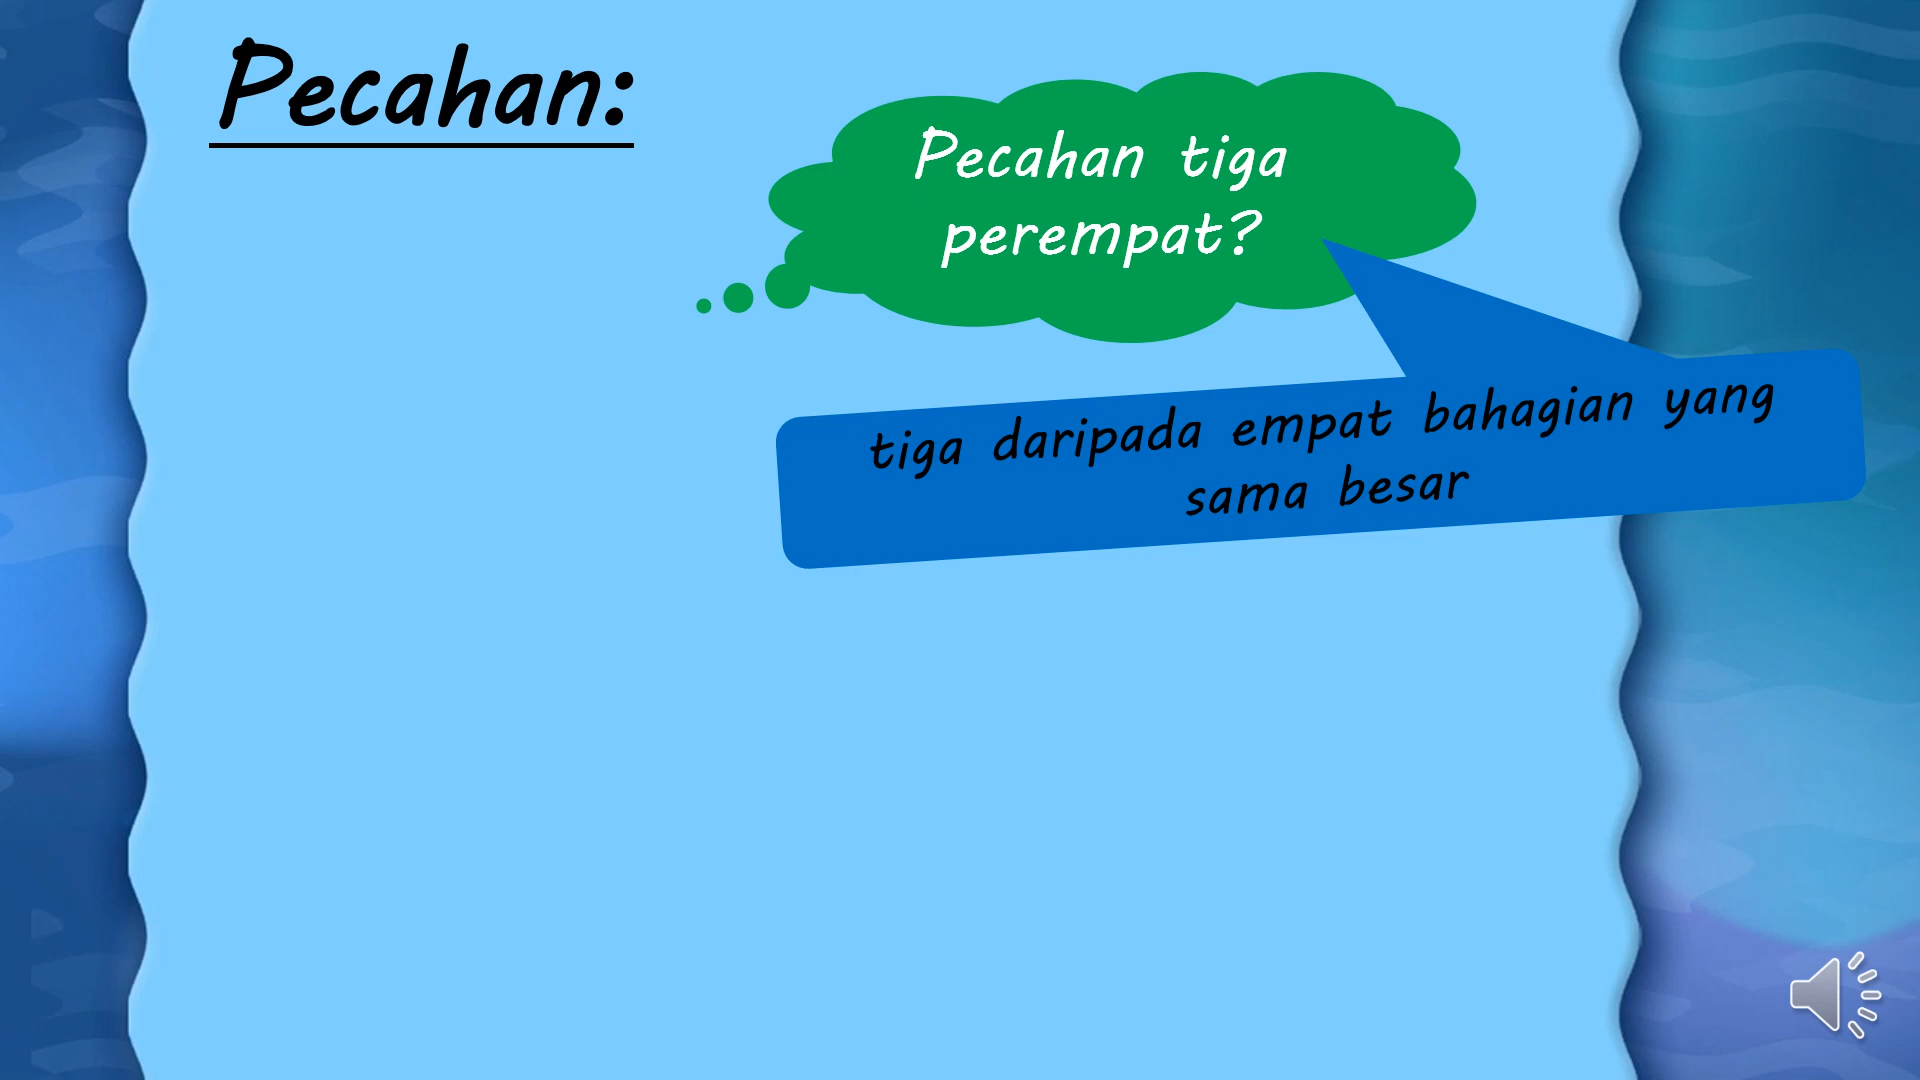 Pecahan:
Pecahan tiga
perempat?
tiga daripada empat bahagian yang
sama besar